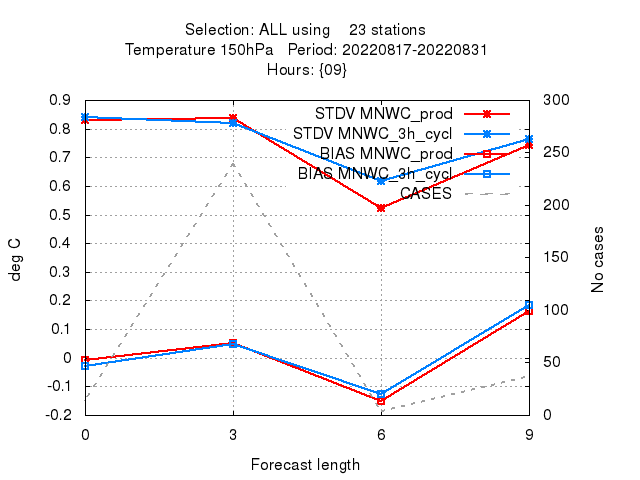 Selection: ALL using 23 stations
Temperature 150hPa Period: 20220817-20220831
Hours: {09}
STDV MNWC_prod
STDV MNWC_3h_cycl
BIAS MNWC_prod
BIAS MNWC_3h_cycl
CASES
0.9
0.8
0.7
0.6
0.5
0.4
0.3
0.2
0.1
0
-0.1
-0.2
deg C
300
250
200
150
100
50
0
No cases
0 3 6 9
Forecast length